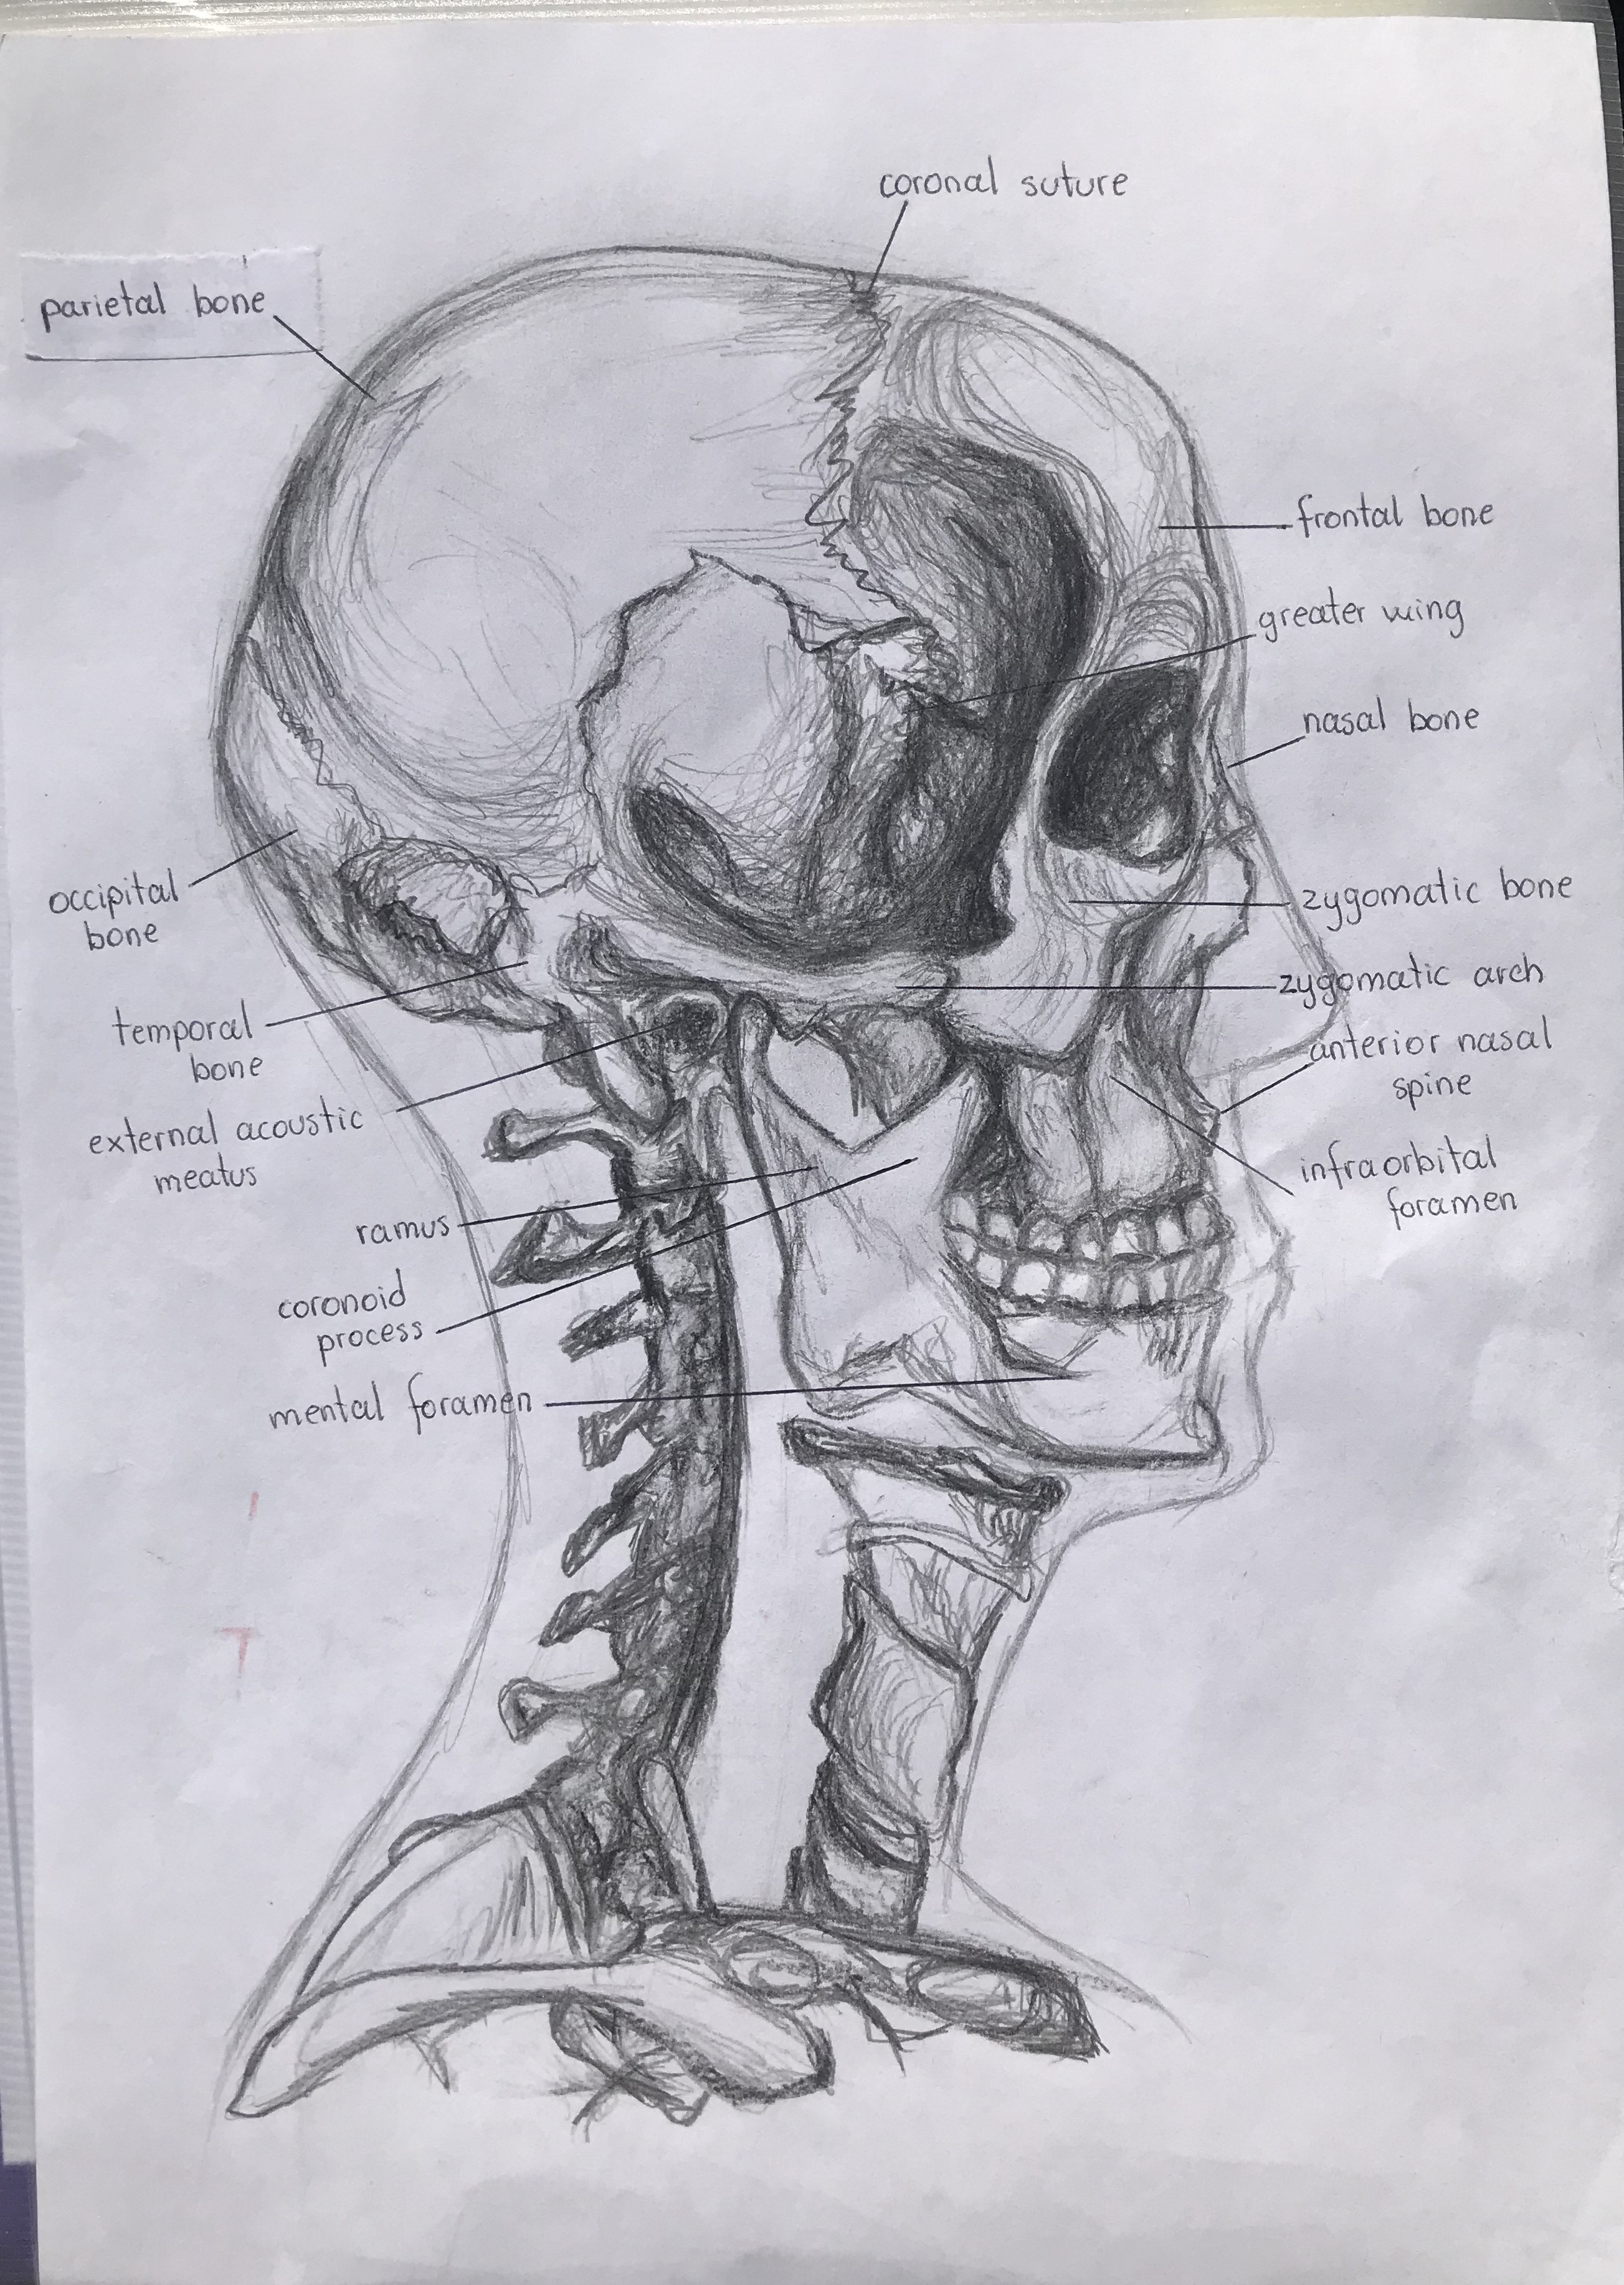 coronal suture
parietal bone
frontal bone
greater wing
nasal bone
occipital
bone
zygomatic bone
zygomatic arch
temporal
bone
anterior nasal
spine
external acoustic
meatus
infraorbital
foramen
ramus
coronoid
process
mental foramen